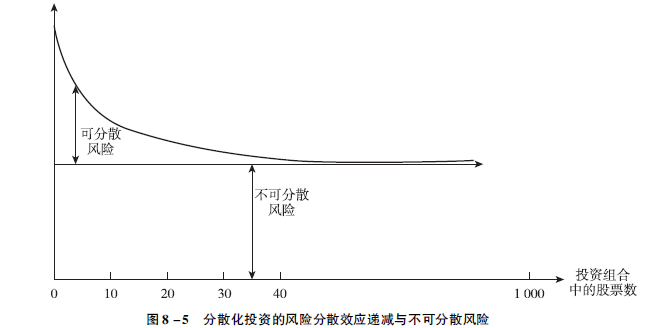 可分散
风险
不可分散
风险
投资组合
中的股票数
0 10 20 30 40 1 000
图8-5 分散化投资的风险分散效应递减与不可分散风险